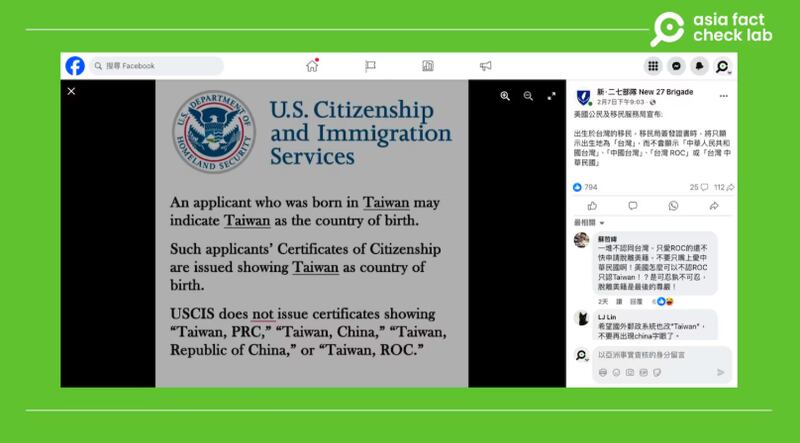 asia fact
check lab
搜尋 Facebook
U.S. DEPARTMENT OF
HOMELAND SECURITY
U.S. Citizenship
and Immigration
Services
An applicant who was born in Taiwan may
indicate Taiwan as the country of birth.
Such applicants’ Certificates of Citizenship
are issued showing Taiwan as country of
birth.
USCIS does not issue certificates showing
“Taiwan, PRC,” “Taiwan, China,” “Taiwan,
Republic of China,” or “Taiwan, ROC.”
新·二七部隊 New 27 Brigade
2月7日下午9:03
美國公民及移民服務局宣布:
出生於台灣的移民，移民局簽發證書時，將只顯
示出生地為「台灣」，而不會顯示「中華人民共和
國台灣」、「中國台灣」、「台灣 ROC」或「台灣 中
華民國」
794
25
112
最相關
蘇哲緯
一堆不認同台灣，只愛ROC的還不
快申請脫離美籍，不要只嘴上愛中
華民國啊！美國怎麼可以不認ROC
只認Taiwan！？是可忍孰不可忍，
脫離美籍是最後的尊嚴！
2天 讚 回覆 6
LJ Lin
希望國外郵政系統也改"Taiwan"，
不要再出現china字眼了。
以亞洲事實查核的身分留言